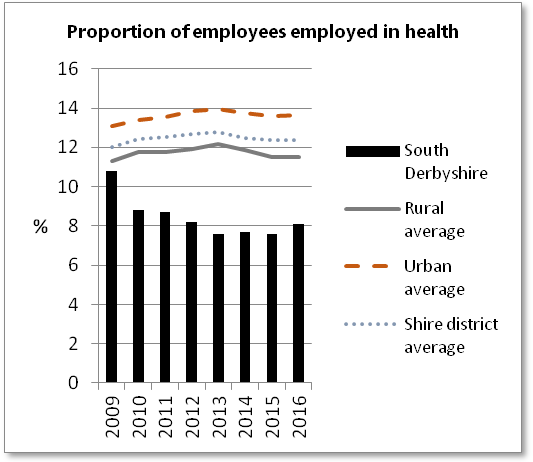 Proportion of employees employed in health
16
14
12
10
8
6
4
2
0
%
2009
2010
2011
2012
2013
2014
2015
2016
South
Derbyshire
Rural
average
Urban
average
Shire district
average